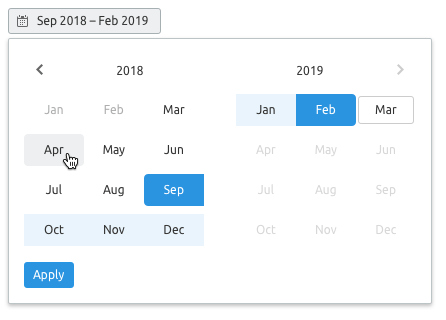 Sep 2018 – Feb 2019
2018
Jan Feb Mar
Apr May Jun
Jul Aug Sep
Oct Nov Dec
2019
Jan Feb Mar
Apr May Jun
Jul Aug Sep
Oct Nov Dec
Apply